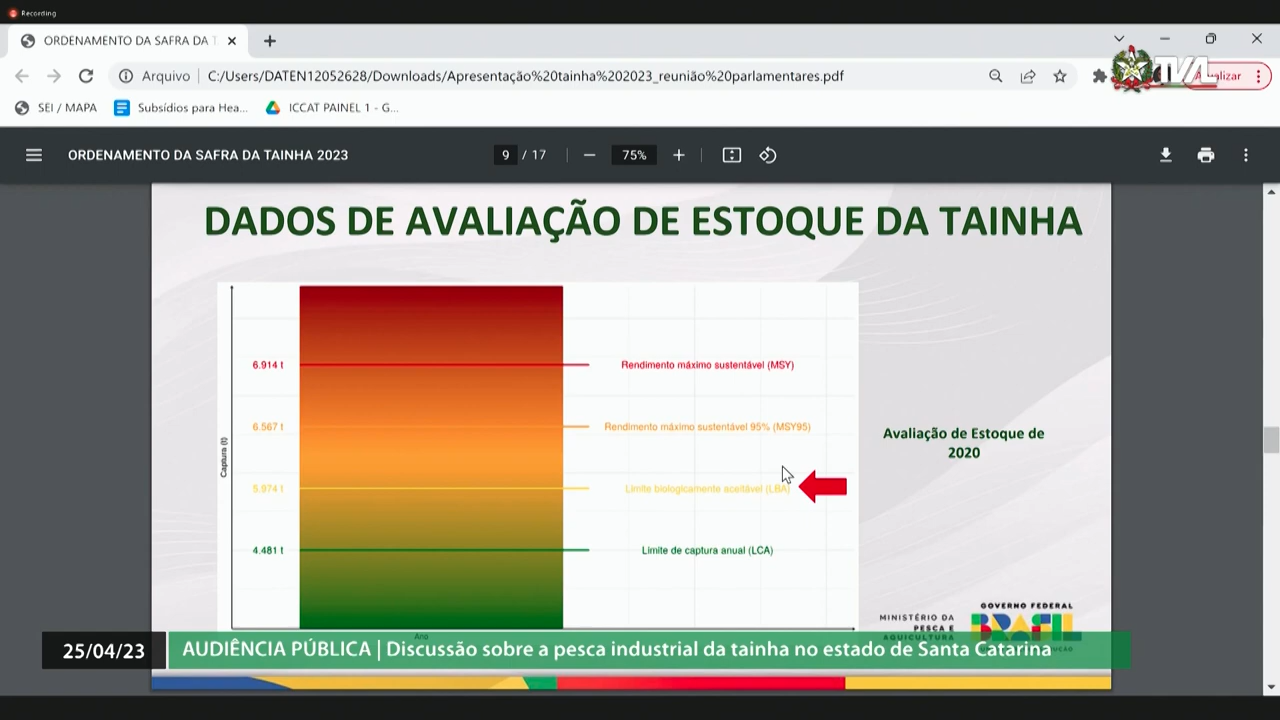 Recording
ORDENAMENTO DA SAFRA DA T
Arquivo
C:/Users/DATEN12052628/Downloads/Apresentação%20tainha%202023_reunião%20parlamentares.pdf
TVAL
alizar
SEI / MAPA
Subsídios para Hea...
ICCAT PAINEL 1 - G...
ORDENAMENTO DA SAFRA DA TAINHA 2023
9 / 17
75%
DADOS DE AVALIAÇÃO DE ESTOQUE DA TAINHA
6.914 t
Rendimento máximo sustentável (MSY)
6.567 t
Rendimento máximo sustentável 95% (MSY95)
Captura (t)
5.974 t
Limite biologicamente aceitável (LBA)
4.481 t
Limite de captura anual (LCA)
Ano
Avaliação de Estoque de
2020
MINISTÉRIO DA
PESCA E
AQUICULTURA
GOVERNO FEDERAL
BRASIL
25/04/23
AUDIÊNCIA PÚBLICA | Discussão sobre a pesca industrial da tainha no estado de Santa Catarina